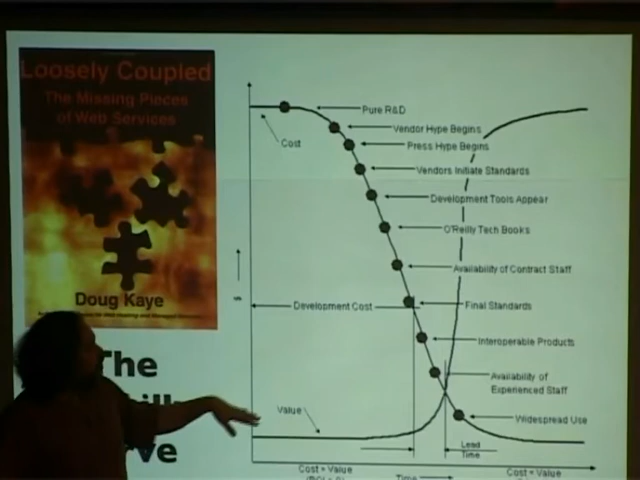 Loosely Coupled
The Missing Pieces
of Web Services
Doug Kaye
The
ve
Pure R&D
Cost
Vendor Hype Begins
Press Hype Begins
Vendors Initiate Standards
Development Tools Appear
O'Reilly Tech Books
Availability of Contract Staff
$
Development Cost
Final Standards
Interoperable Products
Availability of
Experienced Staff
Value
Widespread Use
Lead
Time
Cost
Value
Time
Cost
Value